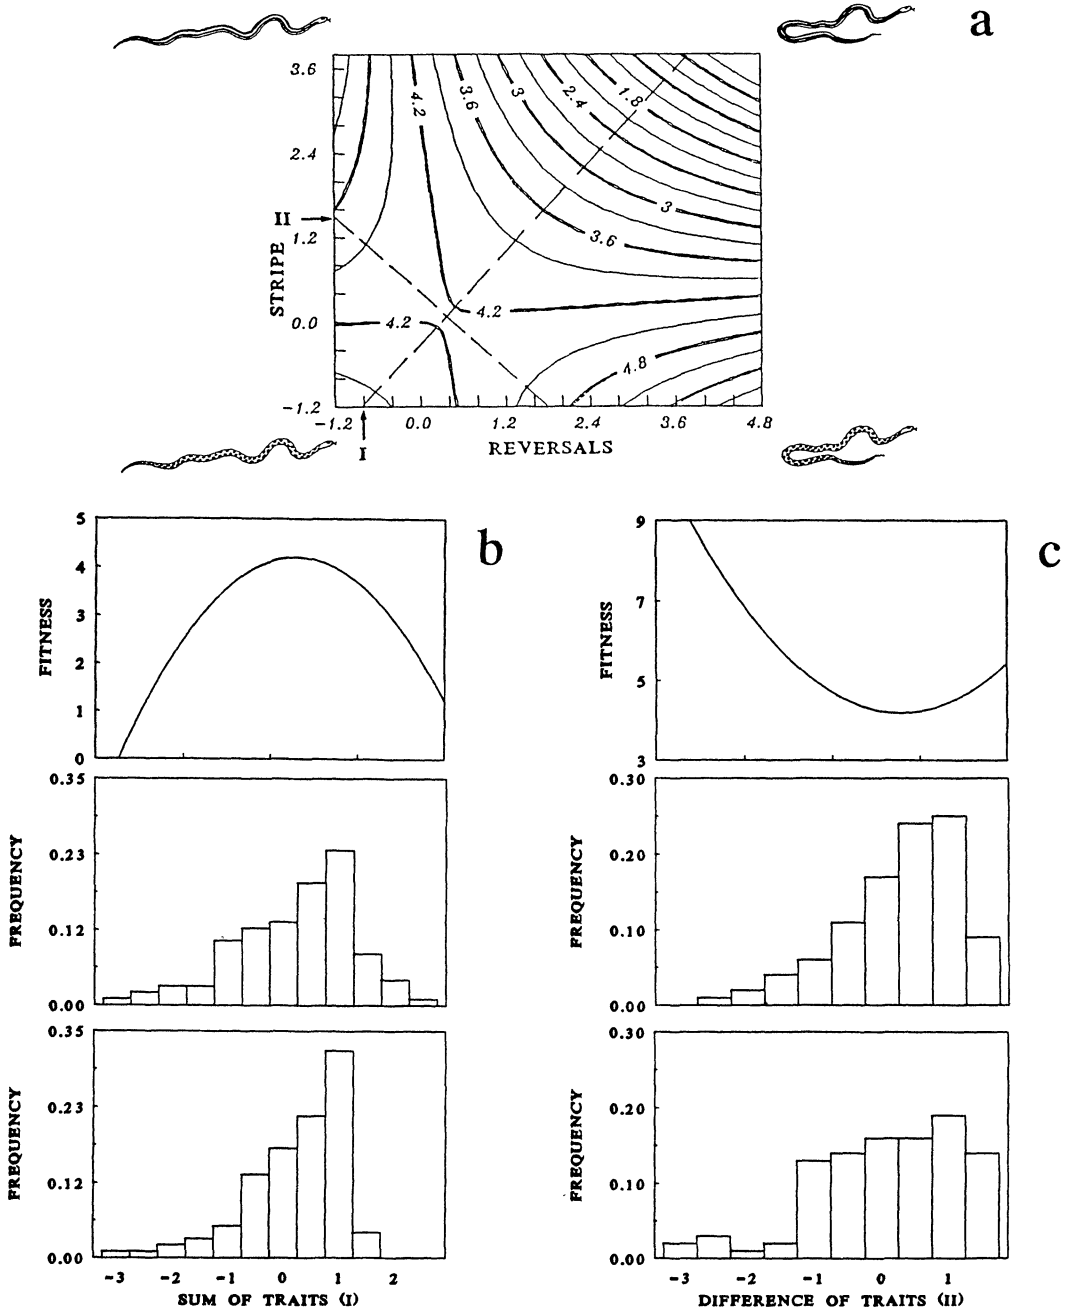 a
3.6
2.4
II
1.2
STRIPE
0.0
-1.2
4.2
3.6
3
2.4
1.8
3
3.6
4.2
4.2
4.8
-1.2 0.0 1.2 2.4 3.6 4.8
I
REVERSALS
b
5
4
3
2
1
0
FITNESS
c
9
7
5
3
FITNESS
0.35
0.23
0.12
0.00
FREQUENCY
0.30
0.20
0.10
0.00
FREQUENCY
0.35
0.23
0.12
0.00
FREQUENCY
-3 -2 -1 0 1 2
SUM OF TRAITS (I)
0.30
0.20
0.10
0.00
FREQUENCY
-3 -2 -1 0 1
DIFFERENCE OF TRAITS (II)